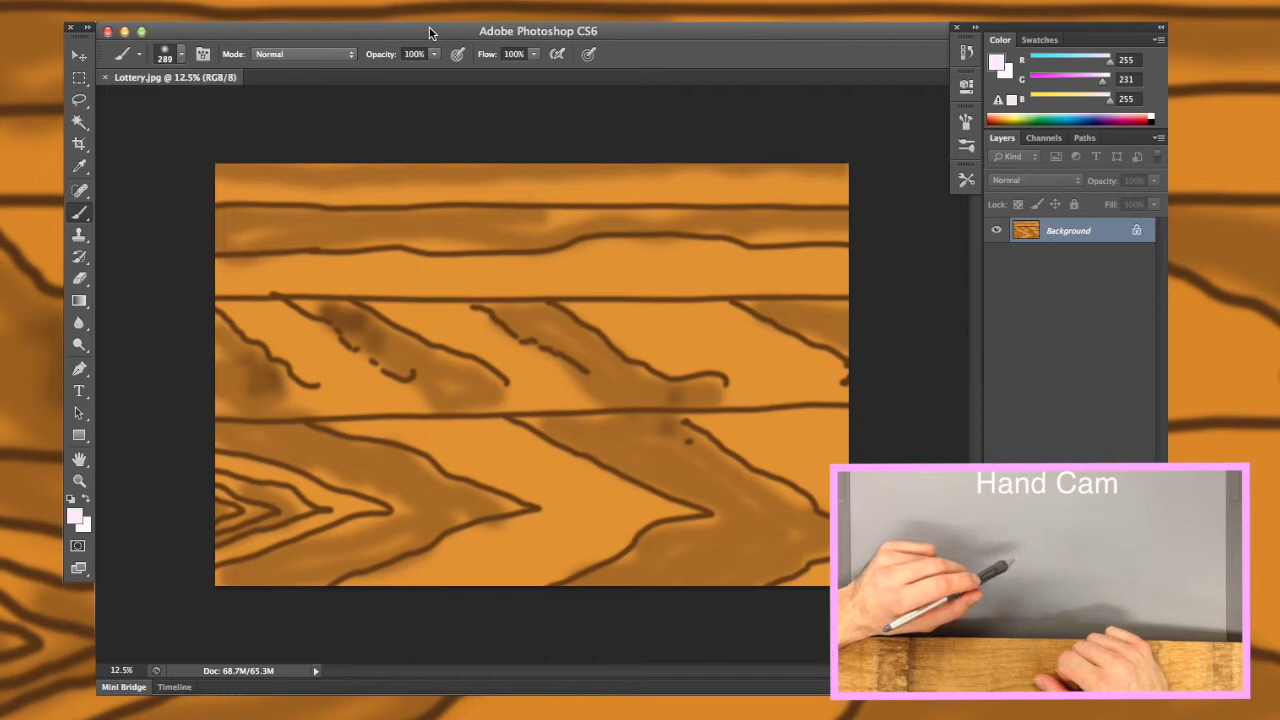 Adobe Photoshop CS6
289
Mode: Normal
Opacity: 100%
Flow: 100%
Lottery.jpg @ 12.5% (RGB/8)
Color Swatches
R 255
G 231
B 255
Layers Channels Paths
Kind
Normal Opacity: 100%
Lock: Fill: 100%
Background
Hand Cam
12.5% Doc: 68.7M/65.3M
Mini Bridge Timeline